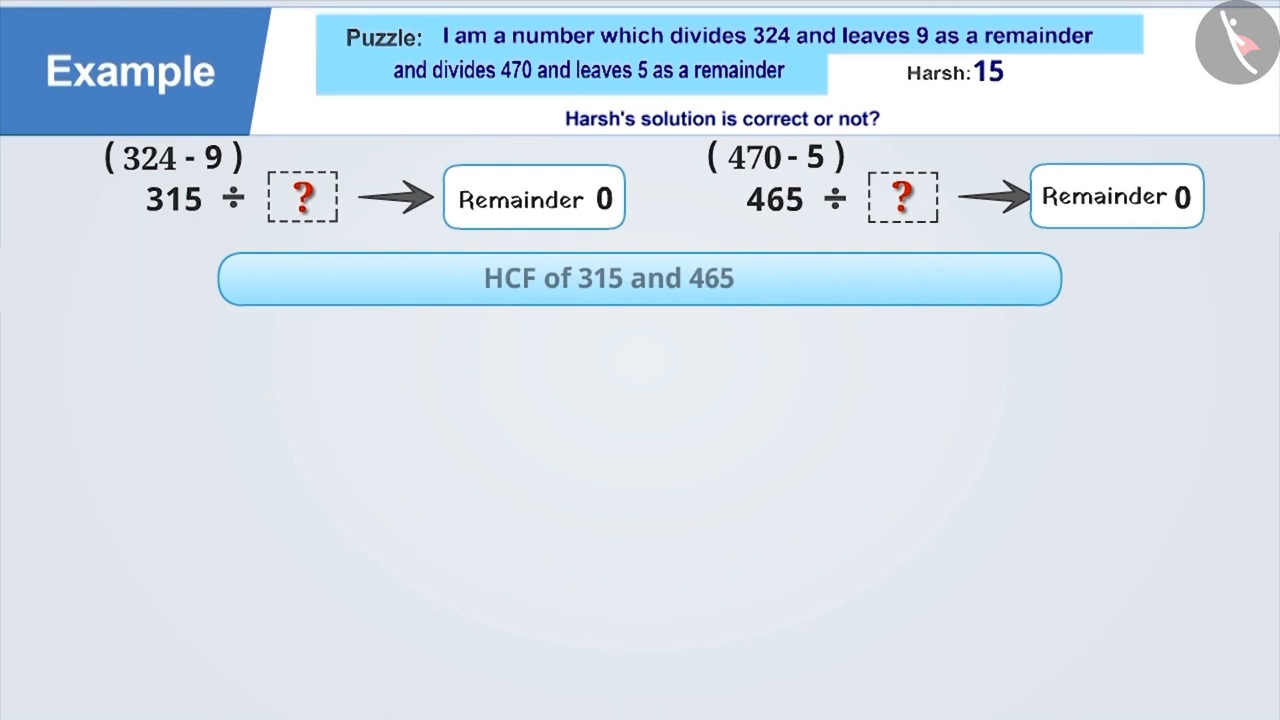 Example
Puzzle: I am a number which divides 324 and leaves 9 as a remainder
and divides 470 and leaves 5 as a remainder
Harsh: 15
Harsh's solution is correct or not?
( 324 - 9 )
315 ÷ ? Remainder 0
( 470 - 5 )
465 ÷ ? Remainder 0
HCF of 315 and 465